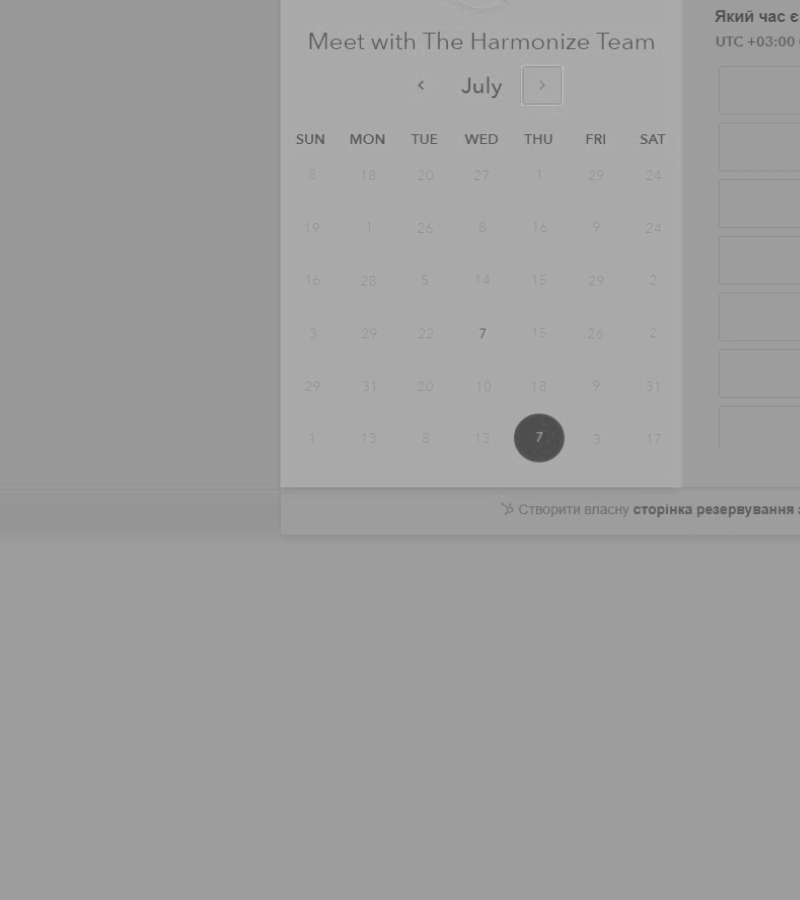 Meet with The Harmonize Team
July
SUN MON TUE WED THU FRI SAT
8 18 20 27 1 29 24
19 1 26 8 16 9 24
16 28 5 14 15 29 2
3 29 22 7 15 26 2
29 31 20 10 18 9 31
1 13 8 13 7 3 17
Який час є
UTC +03:00
Створити власну сторінка резервування